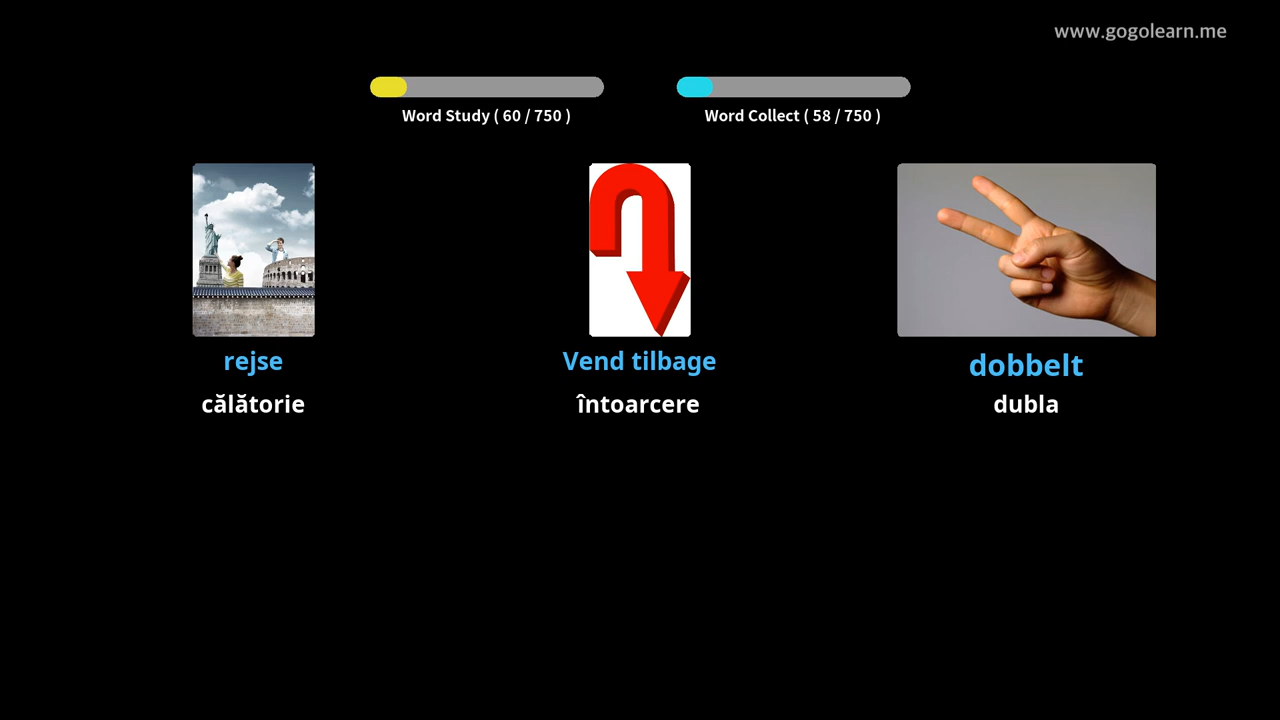 www.gogolearn.me
Word Study ( 60 / 750 )
Word Collect ( 58 / 750 )
rejse
Vend tilbage
dobbelt
călătorie
întoarcere
dubla